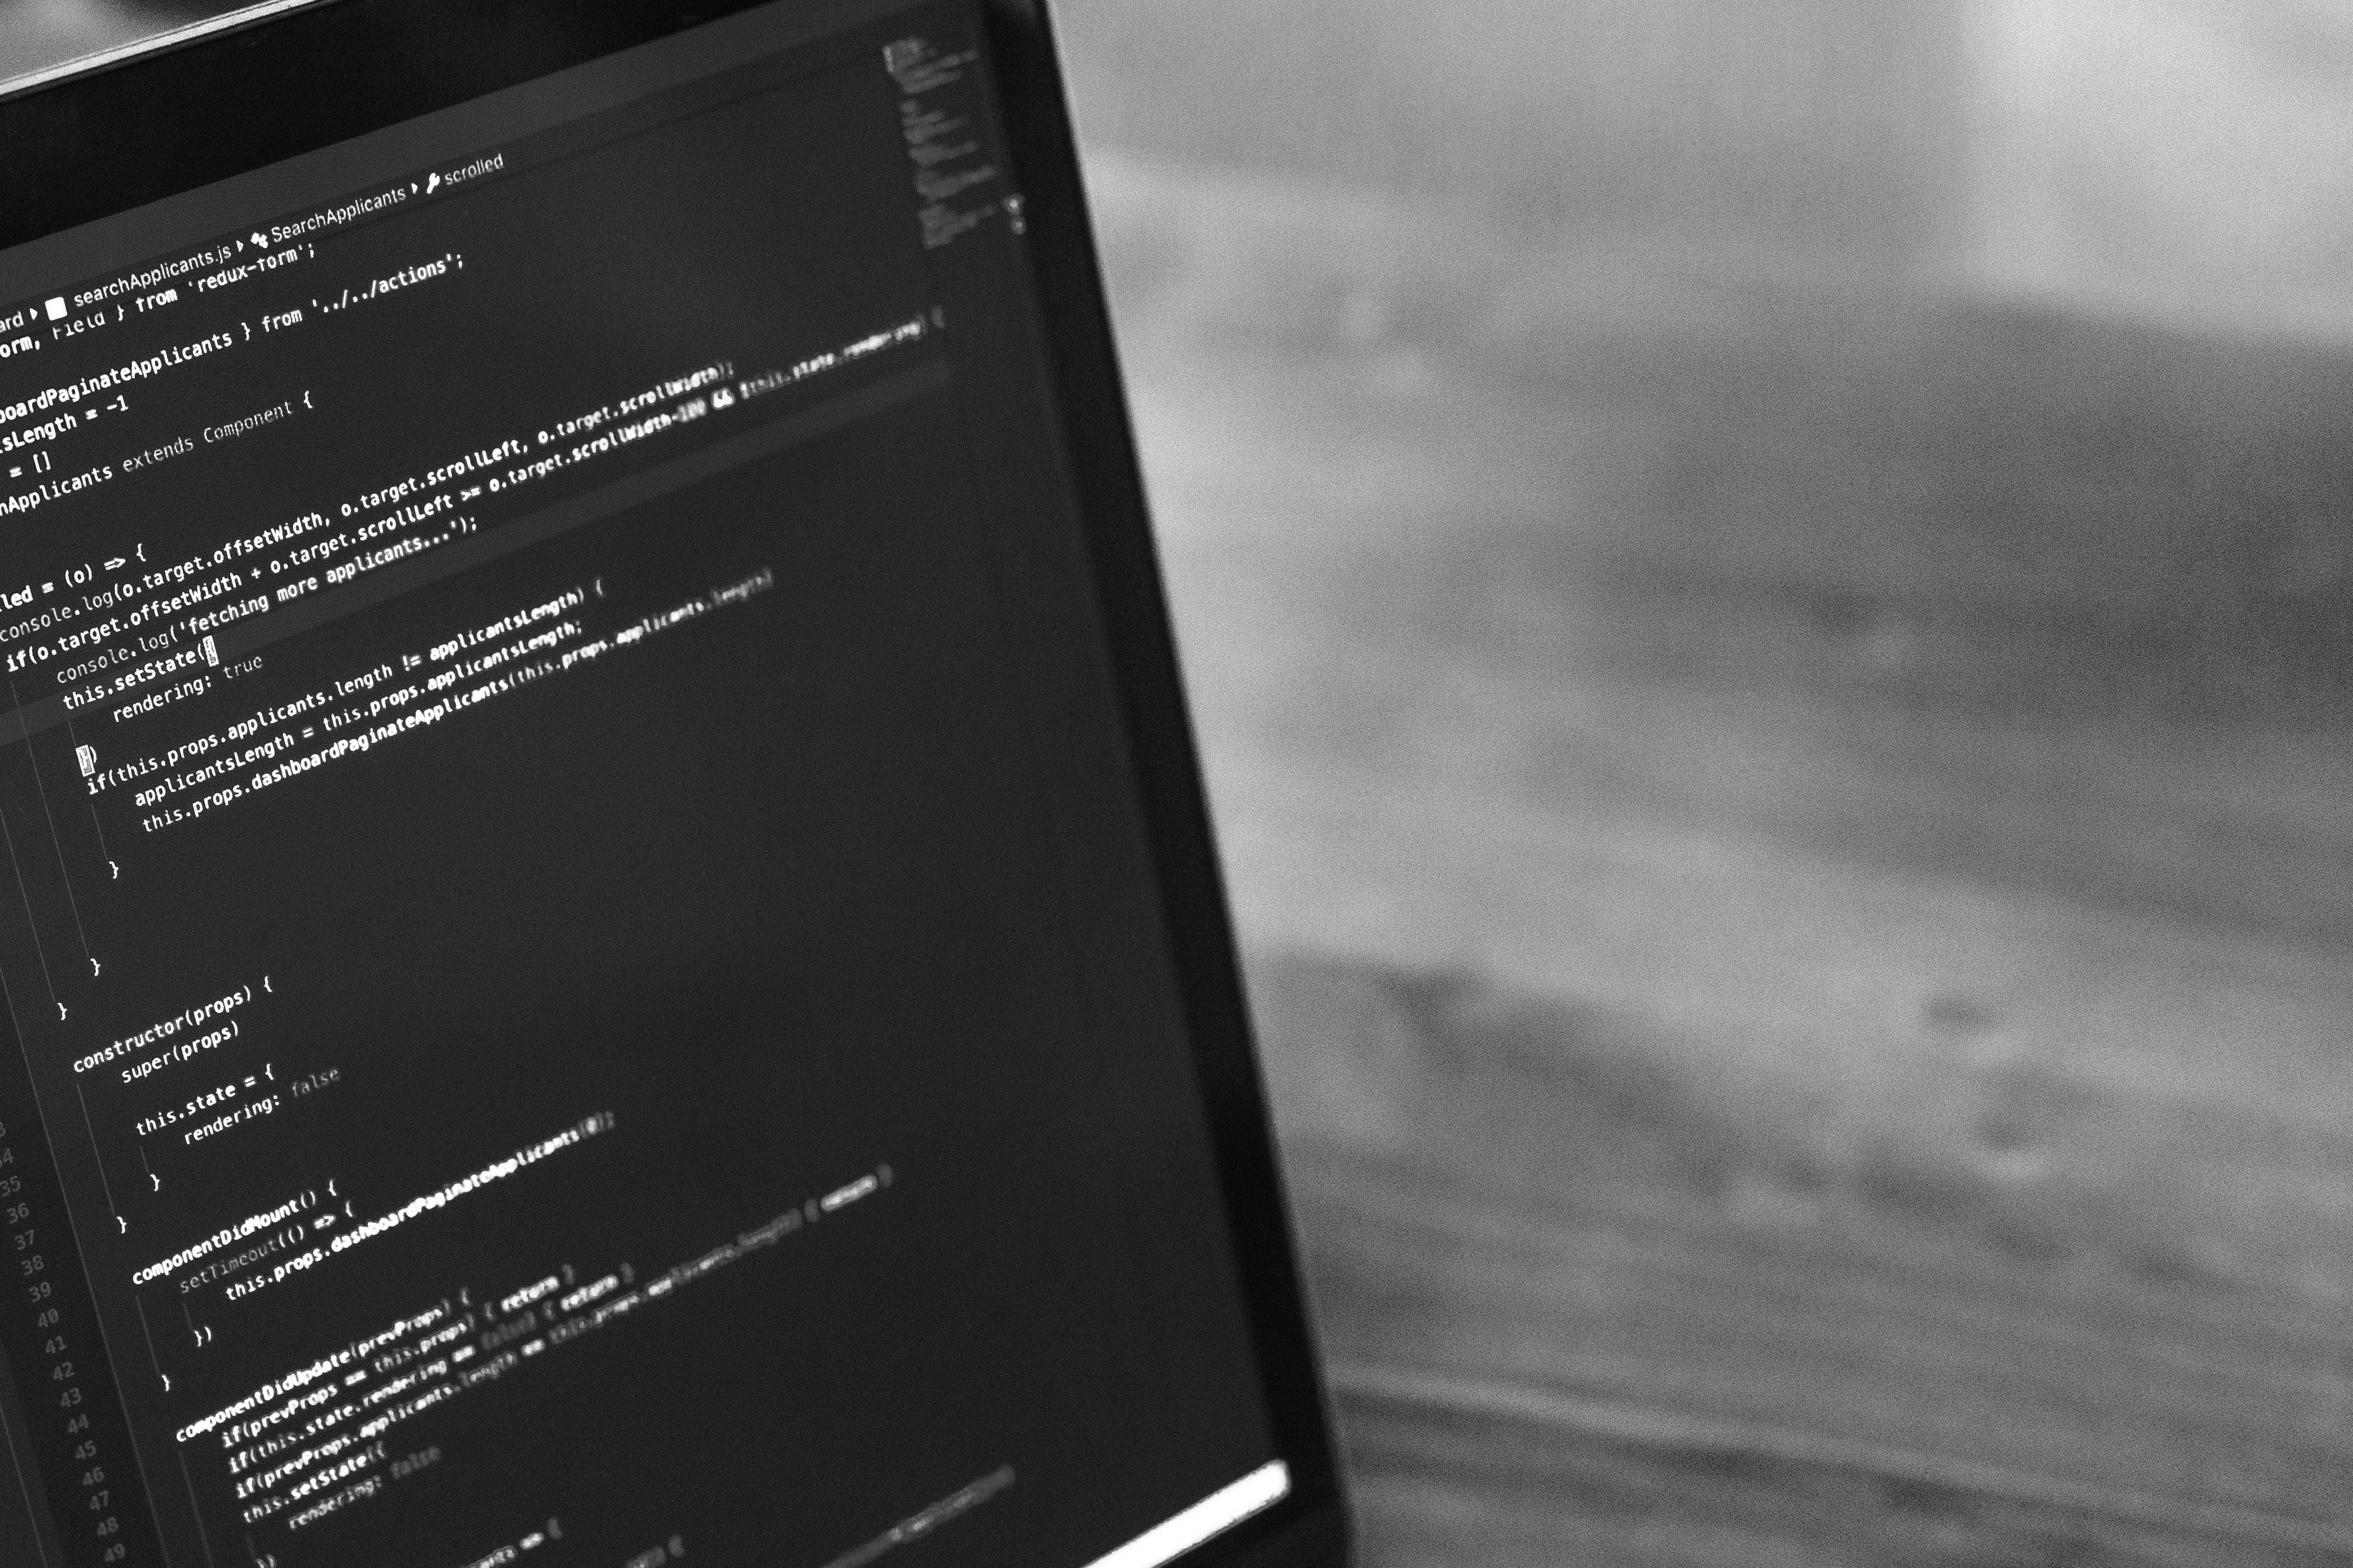 ard searchApplicants.js SearchApplicants scrolled
orm, Field } from 'redux-form';
boardPaginateApplicants } from '../../actions';
sLength = -1
= []
hApplicants extends Component {
led = (o) => {
console.log(o.target.offsetWidth, o.target.scrollLeft, o.target.scrollWidth);
if(o.target.offsetWidth + o.target.scrollLeft >= o.target.scrollWidth-100 && !this.state.rendering) {
console.log('fetching more applicants...');
this.setState({
rendering: true
})
if(this.props.applicants.length != applicantsLength) {
applicantsLength = this.props.applicantsLength;
this.props.dashboardPaginateApplicants(this.props.applicants.length)
}
}
}
constructor(props) {
super(props)
this.state = {
rendering: false
}
}
componentDidMount() {
setTimeout(() => {
this.props.dashboardPaginateApplicants(0);
})
}
componentDidUpdate(prevProps) {
if(prevProps == this.props) { return }
if(this.state.rendering == false) { return }
if(prevProps.applicants.length == this.props.applicants.length) { return }
this.setState({
rendering: false
})
35
36
37
38
39
40
41
42
43
44
45
46
47
48
49